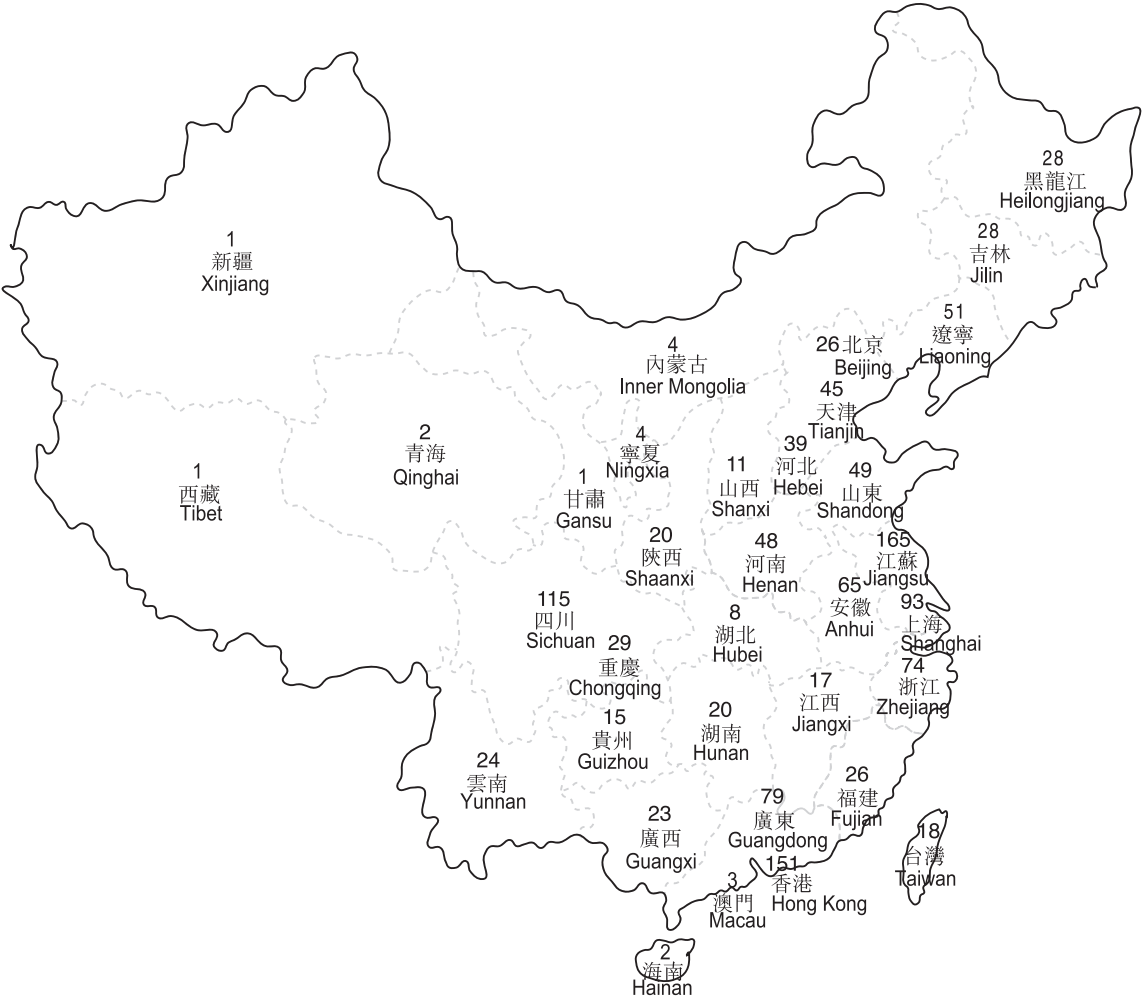 28
黑龍江
Heilongjiang
28
吉林
Jilin
1
新疆
Xinjiang
51
遼寧
Liaoning
4
內蒙古
Inner Mongolia
26 北京
Beijing
45
天津
Tianjin
2
青海
Qinghai
4
寧夏
Ningxia
39
河北
Hebei
1
西藏
Tibet
1
甘肅
Gansu
11
山西
Shanxi
49
山東
Shandong
20
陝西
Shaanxi
48
河南
Henan
165
江蘇
Jiangsu
115
四川
Sichuan
8
湖北
Hubei
65
安徽
Anhui
93
上海
Shanghai
29
重慶
Chongqing
74
浙江
Zhejiang
15
貴州
Guizhou
20
湖南
Hunan
17
江西
Jiangxi
24
雲南
Yunnan
23
廣西
Guangxi
79
廣東
Guangdong
26
福建
Fujian
18
台灣
Taiwan
3
澳門
Macau
151
香港
Hong Kong
2
海南
Hainan